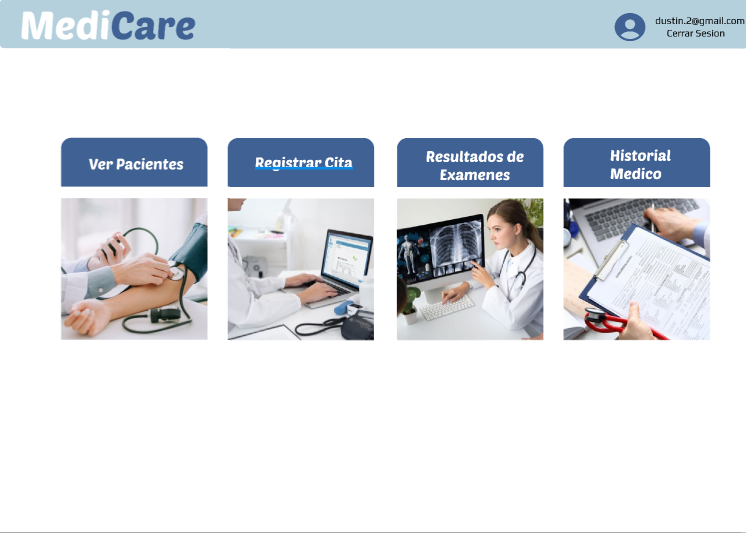 MediCare
dustin.2@gmail.com
Cerrar Sesion
Ver Pacientes
Registrar Cita
Resultados de
Examenes
Historial
Medico